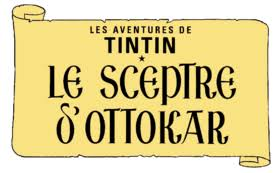 LES AVENTURES DE
TINTIN
*
LE SCEPTRE
D'OTTOKAR